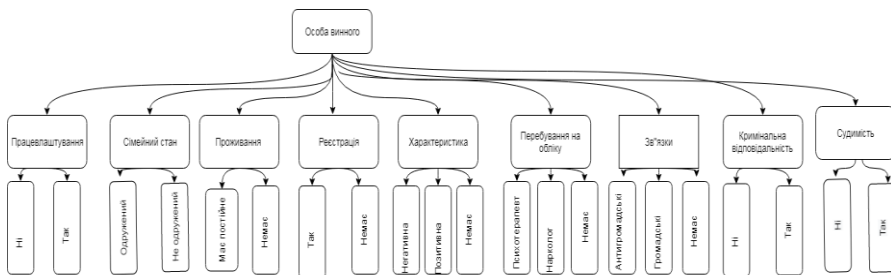 Особа винного
Працевлаштування
Сімейний стан
Проживання
Реєстрація
Характеристика
Перебування на
обліку
Зв"язки
Кримінальна
відповідальність
Судимість
Ні
Так
Одружений
Не одружений
Має постійне
Немає
Так
Немає
Негативна
Позитивна
Немає
Психотерапевт
Нарколог
Немає
Антигромадські
Громадські
Немає
Ні
Так
Ні
Так